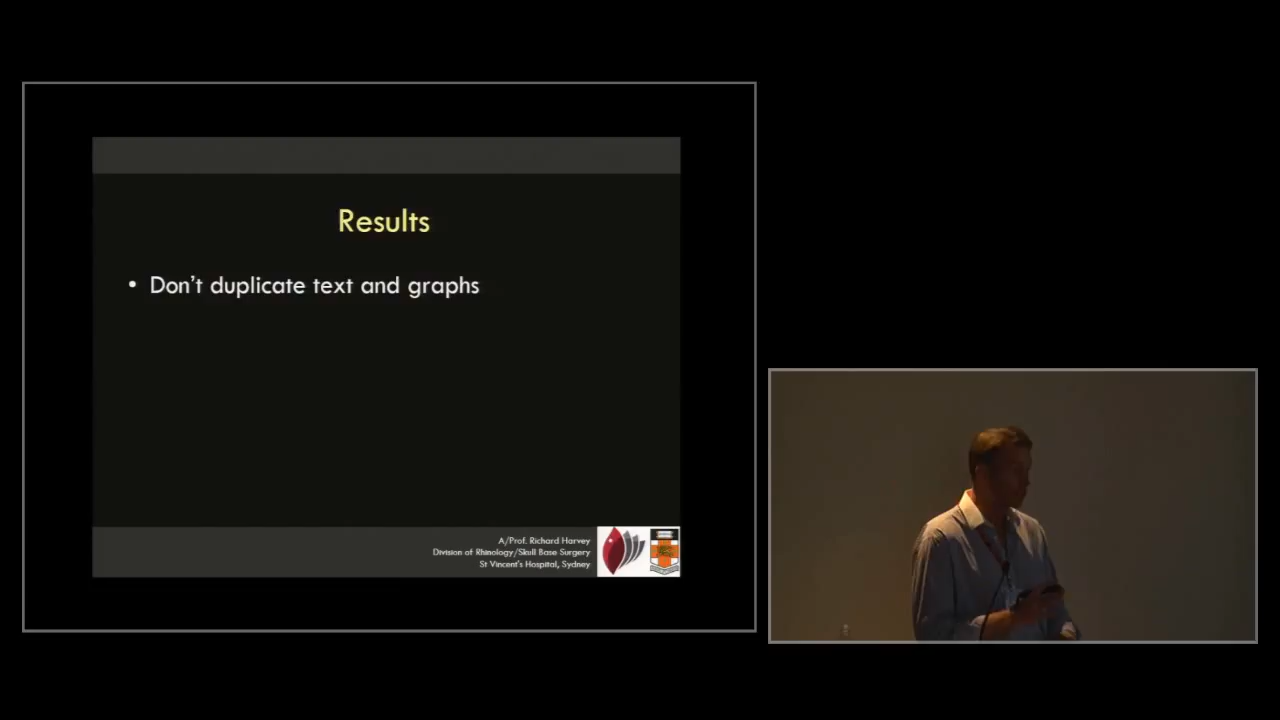 Results
• Don't duplicate text and graphs
A/Prof. Richard Harvey
Division of Rhinology/Skull Base Surgery
St Vincent's Hospital, Sydney